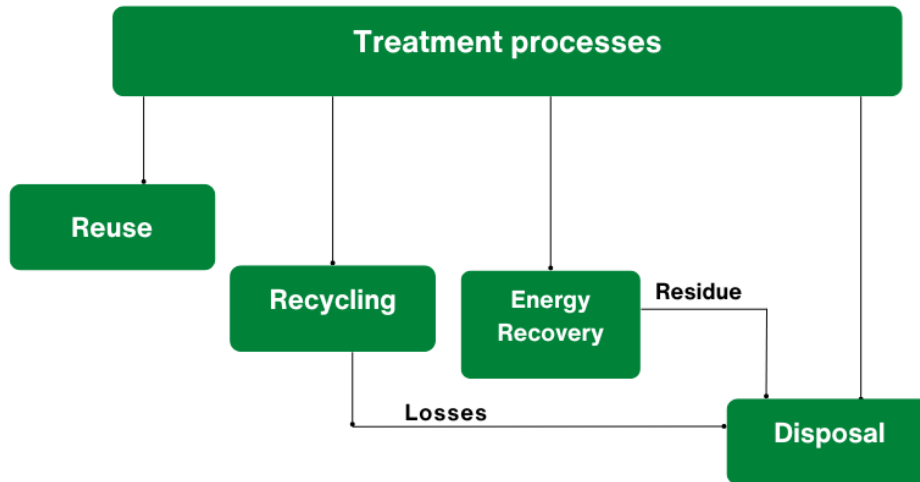 Treatment processes
Reuse
Recycling
Energy
Recovery
Residue
Losses
Disposal